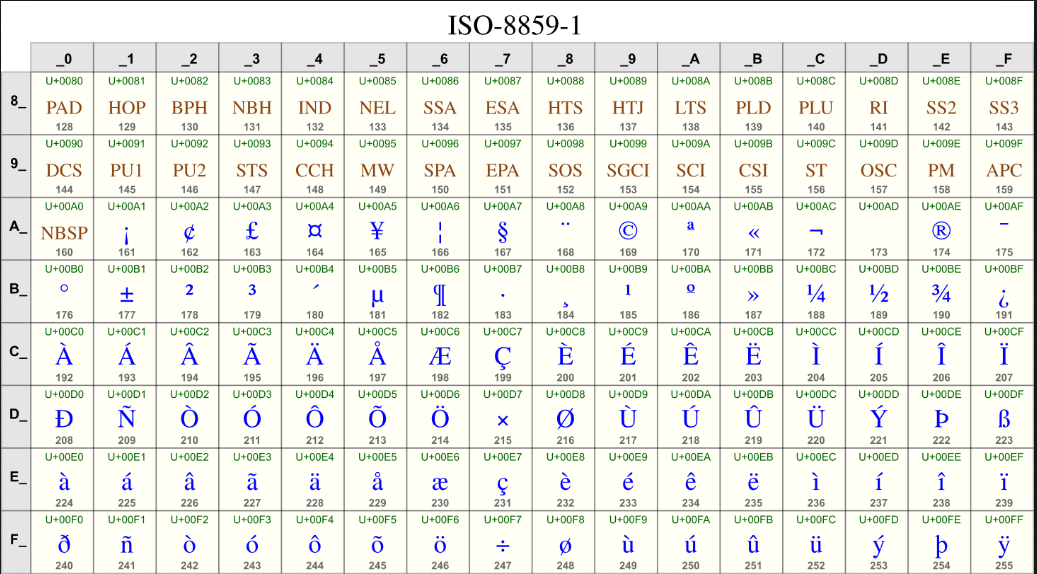 ISO-8859-1
_0 _1 _2 _3 _4 _5 _6 _7 _8 _9 _A _B _C _D _E _F
U+0080 U+0081 U+0082 U+0083 U+0084 U+0085 U+0086 U+0087 U+0088 U+0089 U+008A U+008B U+008C U+008D U+008E U+008F
8_ PAD HOP BPH NBH IND NEL SSA ESA HTS HTJ LTS PLD PLU RI SS2 SS3
128 129 130 131 132 133 134 135 136 137 138 139 140 141 142 143
U+0090 U+0091 U+0092 U+0093 U+0094 U+0095 U+0096 U+0097 U+0098 U+0099 U+009A U+009B U+009C U+009D U+009E U+009F
9_ DCS PU1 PU2 STS CCH MW SPA EPA SOS SGCI SCI CSI ST OSC PM APC
144 145 146 147 148 149 150 151 152 153 154 155 156 157 158 159
U+00A0 U+00A1 U+00A2 U+00A3 U+00A4 U+00A5 U+00A6 U+00A7 U+00A8 U+00A9 U+00AA U+00AB U+00AC U+00AD U+00AE U+00AF
A_ NBSP ¡ ¢ £ ¤ ¥ ¦ § ¨ © ª « ¬ ® ¯
160 161 162 163 164 165 166 167 168 169 170 171 172 173 174 175
U+00B0 U+00B1 U+00B2 U+00B3 U+00B4 U+00B5 U+00B6 U+00B7 U+00B8 U+00B9 U+00BA U+00BB U+00BC U+00BD U+00BE U+00BF
B_ ° ± ² ³ ´ µ ¶ · ¸ ¹ º » ¼ ½ ¾ ¿
176 177 178 179 180 181 182 183 184 185 186 187 188 189 190 191
U+00C0 U+00C1 U+00C2 U+00C3 U+00C4 U+00C5 U+00C6 U+00C7 U+00C8 U+00C9 U+00CA U+00CB U+00CC U+00CD U+00CE U+00CF
C_ À Á Â Ã Ä Å Æ Ç È É Ê Ë Ì Í Î Ï
192 193 194 195 196 197 198 199 200 201 202 203 204 205 206 207
U+00D0 U+00D1 U+00D2 U+00D3 U+00D4 U+00D5 U+00D6 U+00D7 U+00D8 U+00D9 U+00DA U+00DB U+00DC U+00DD U+00DE U+00DF
D_ Ð Ñ Ò Ó Ô Õ Ö × Ø Ù Ú Û Ü Ý Þ ß
208 209 210 211 212 213 214 215 216 217 218 219 220 221 222 223
U+00E0 U+00E1 U+00E2 U+00E3 U+00E4 U+00E5 U+00E6 U+00E7 U+00E8 U+00E9 U+00EA U+00EB U+00EC U+00ED U+00EE U+00EF
E_ à á â ã ä å æ ç è é ê ë ì í î ï
224 225 226 227 228 229 230 231 232 233 234 235 236 237 238 239
U+00F0 U+00F1 U+00F2 U+00F3 U+00F4 U+00F5 U+00F6 U+00F7 U+00F8 U+00F9 U+00FA U+00FB U+00FC U+00FD U+00FE U+00FF
F_ ð ñ ò ó ô õ ö ÷ ø ù ú û ü ý þ ÿ
240 241 242 243 244 245 246 247 248 249 250 251 252 253 254 255